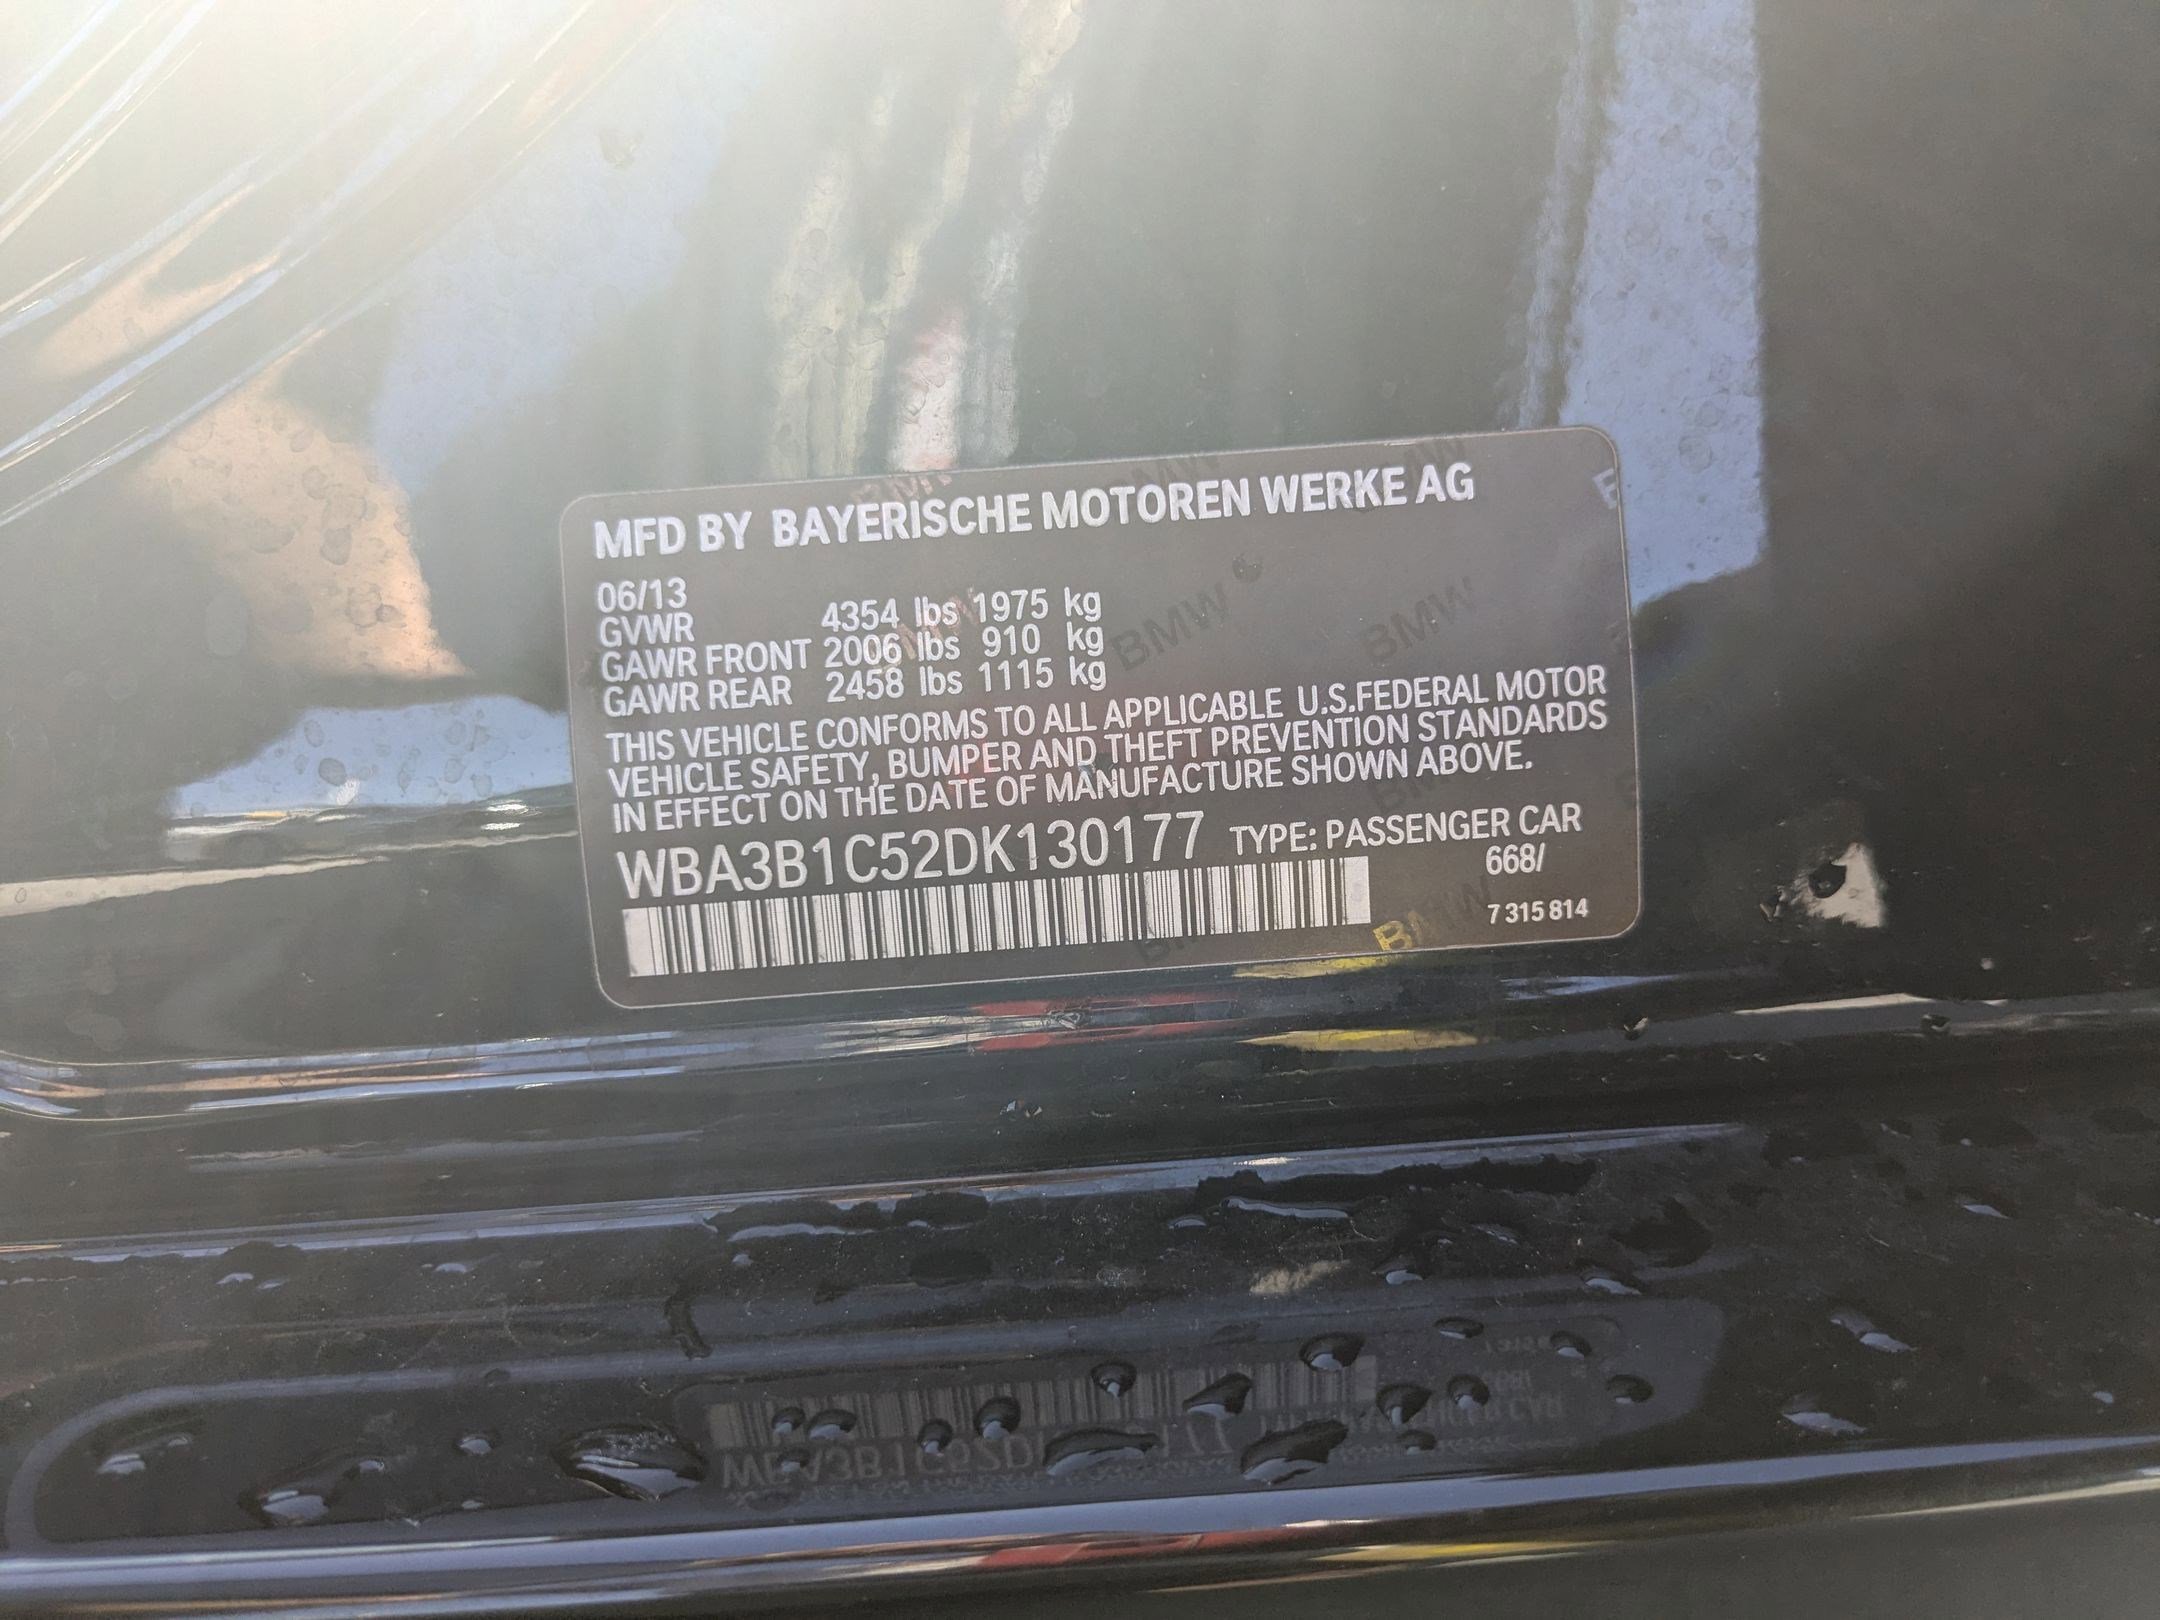 MFD BY BAYERISCHE MOTOREN WERKE AG
06/13
GVWR 4354 lbs 1975 kg
GAWR FRONT 2006 lbs 910 kg
GAWR REAR 2458 lbs 1115 kg
THIS VEHICLE CONFORMS TO ALL APPLICABLE U.S.FEDERAL MOTOR
VEHICLE SAFETY, BUMPER AND THEFT PREVENTION STANDARDS
IN EFFECT ON THE DATE OF MANUFACTURE SHOWN ABOVE.
WBA3B1C52DK130177 TYPE: PASSENGER CAR
668/
7 315 814